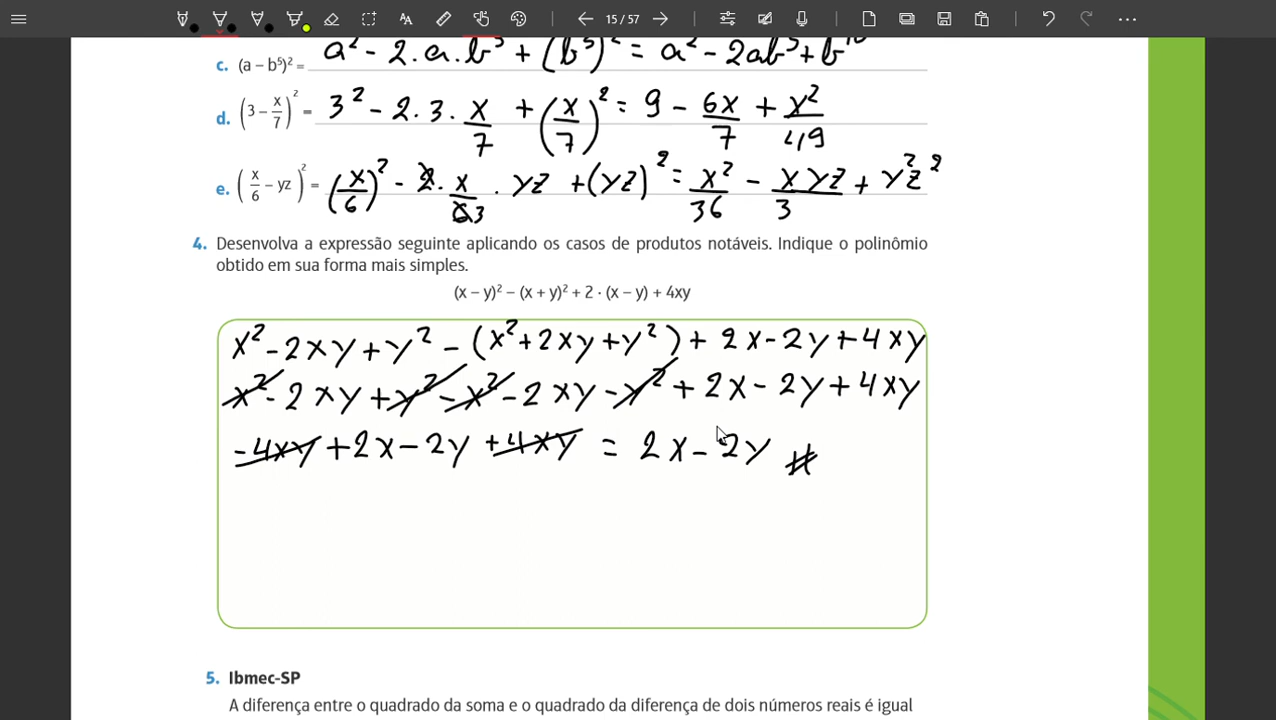 15 / 57
c. (a – b⁵)² = a² - 2.a.b⁵ + (b⁵)² = a² - 2ab⁵ + b¹⁰
d. (3 – x/7)² = 3² - 2.3.x/7 + (x/7)² = 9 - 6x/7 + x²/49
e. (x/6 – yz)² = (x/6)² - 2.x/6 3 . yz + (yz)² = x²/36 - xyz/3 + y²z²
4. Desenvolva a expressão seguinte aplicando os casos de produtos notáveis. Indique o polinômio
obtido em sua forma mais simples.
(x – y)² – (x + y)² + 2 · (x – y) + 4xy
x² - 2xy + y² - (x² + 2xy + y²) + 2x - 2y + 4xy
x² - 2xy + y² - x² - 2xy - y² + 2x - 2y + 4xy
-4xy + 2x - 2y + 4xy = 2x - 2y #
5. Ibmec-SP
A diferença entre o quadrado da soma e o quadrado da diferença de dois números reais é igual